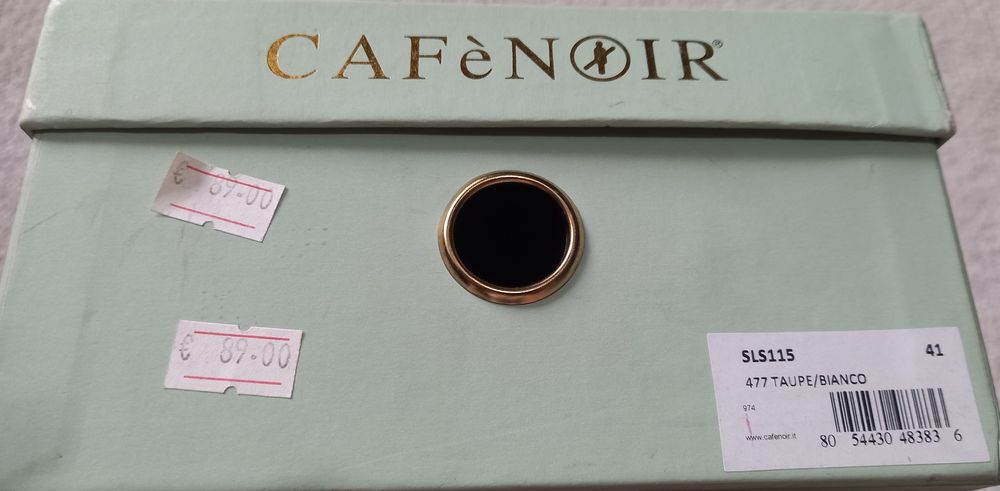 CAFèNOIR®
€ 89.00
€ 89.00
SLS115 41
477 TAUPE/BIANCO
974
www.cafenoir.it
80 54430 48383 6